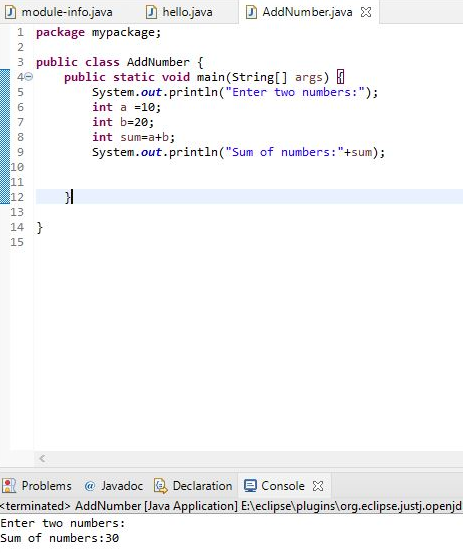 module-info.java hello.java AddNumber.java
1 package mypackage;
2
3 public class AddNumber {
4 public static void main(String[] args) {
5 System.out.println("Enter two numbers:");
6 int a =10;
7 int b=20;
8 int sum=a+b;
9 System.out.println("Sum of numbers:"+sum);
10
11
12 }
13
14 }
15
Problems @ Javadoc Declaration Console
<terminated> AddNumber [Java Application] E:\eclipse\plugins\org.eclipse.justj.openjd
Enter two numbers:
Sum of numbers:30